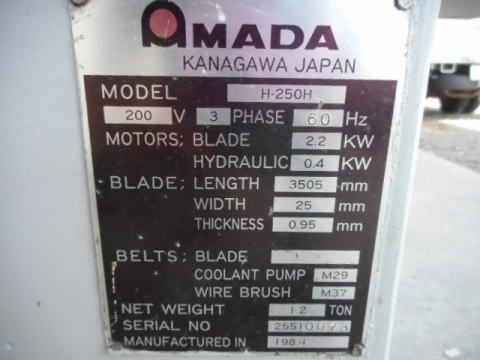 AMADA
KANAGAWA JAPAN
MODEL H-250H
200 V 3 PHASE 60 Hz
MOTORS; BLADE 2.2 KW
HYDRAULIC 0.4 KW
BLADE; LENGTH 3505 mm
WIDTH 25 mm
THICKNESS 0.95 mm
BELTS; BLADE
COOLANT PUMP M29
WIRE BRUSH M37
NET WEIGHT 1.2 TON
SERIAL NO
MANUFACTURED IN 1984